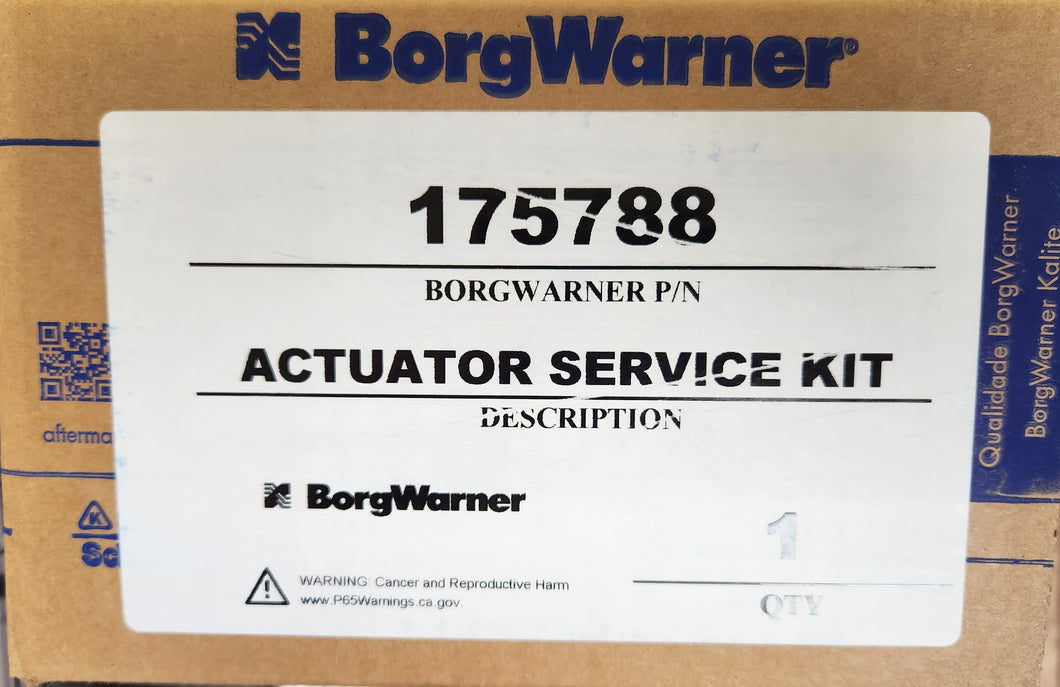 BorgWarner®
175788
BORGWARNER P/N
ACTUATOR SERVICE KIT
DESCRIPTION
BorgWarner
1
QTY
WARNING: Cancer and Reproductive Harm
www.P65Warnings.ca.gov.
Qualidade BorgWarner
BorgWarner Kalite